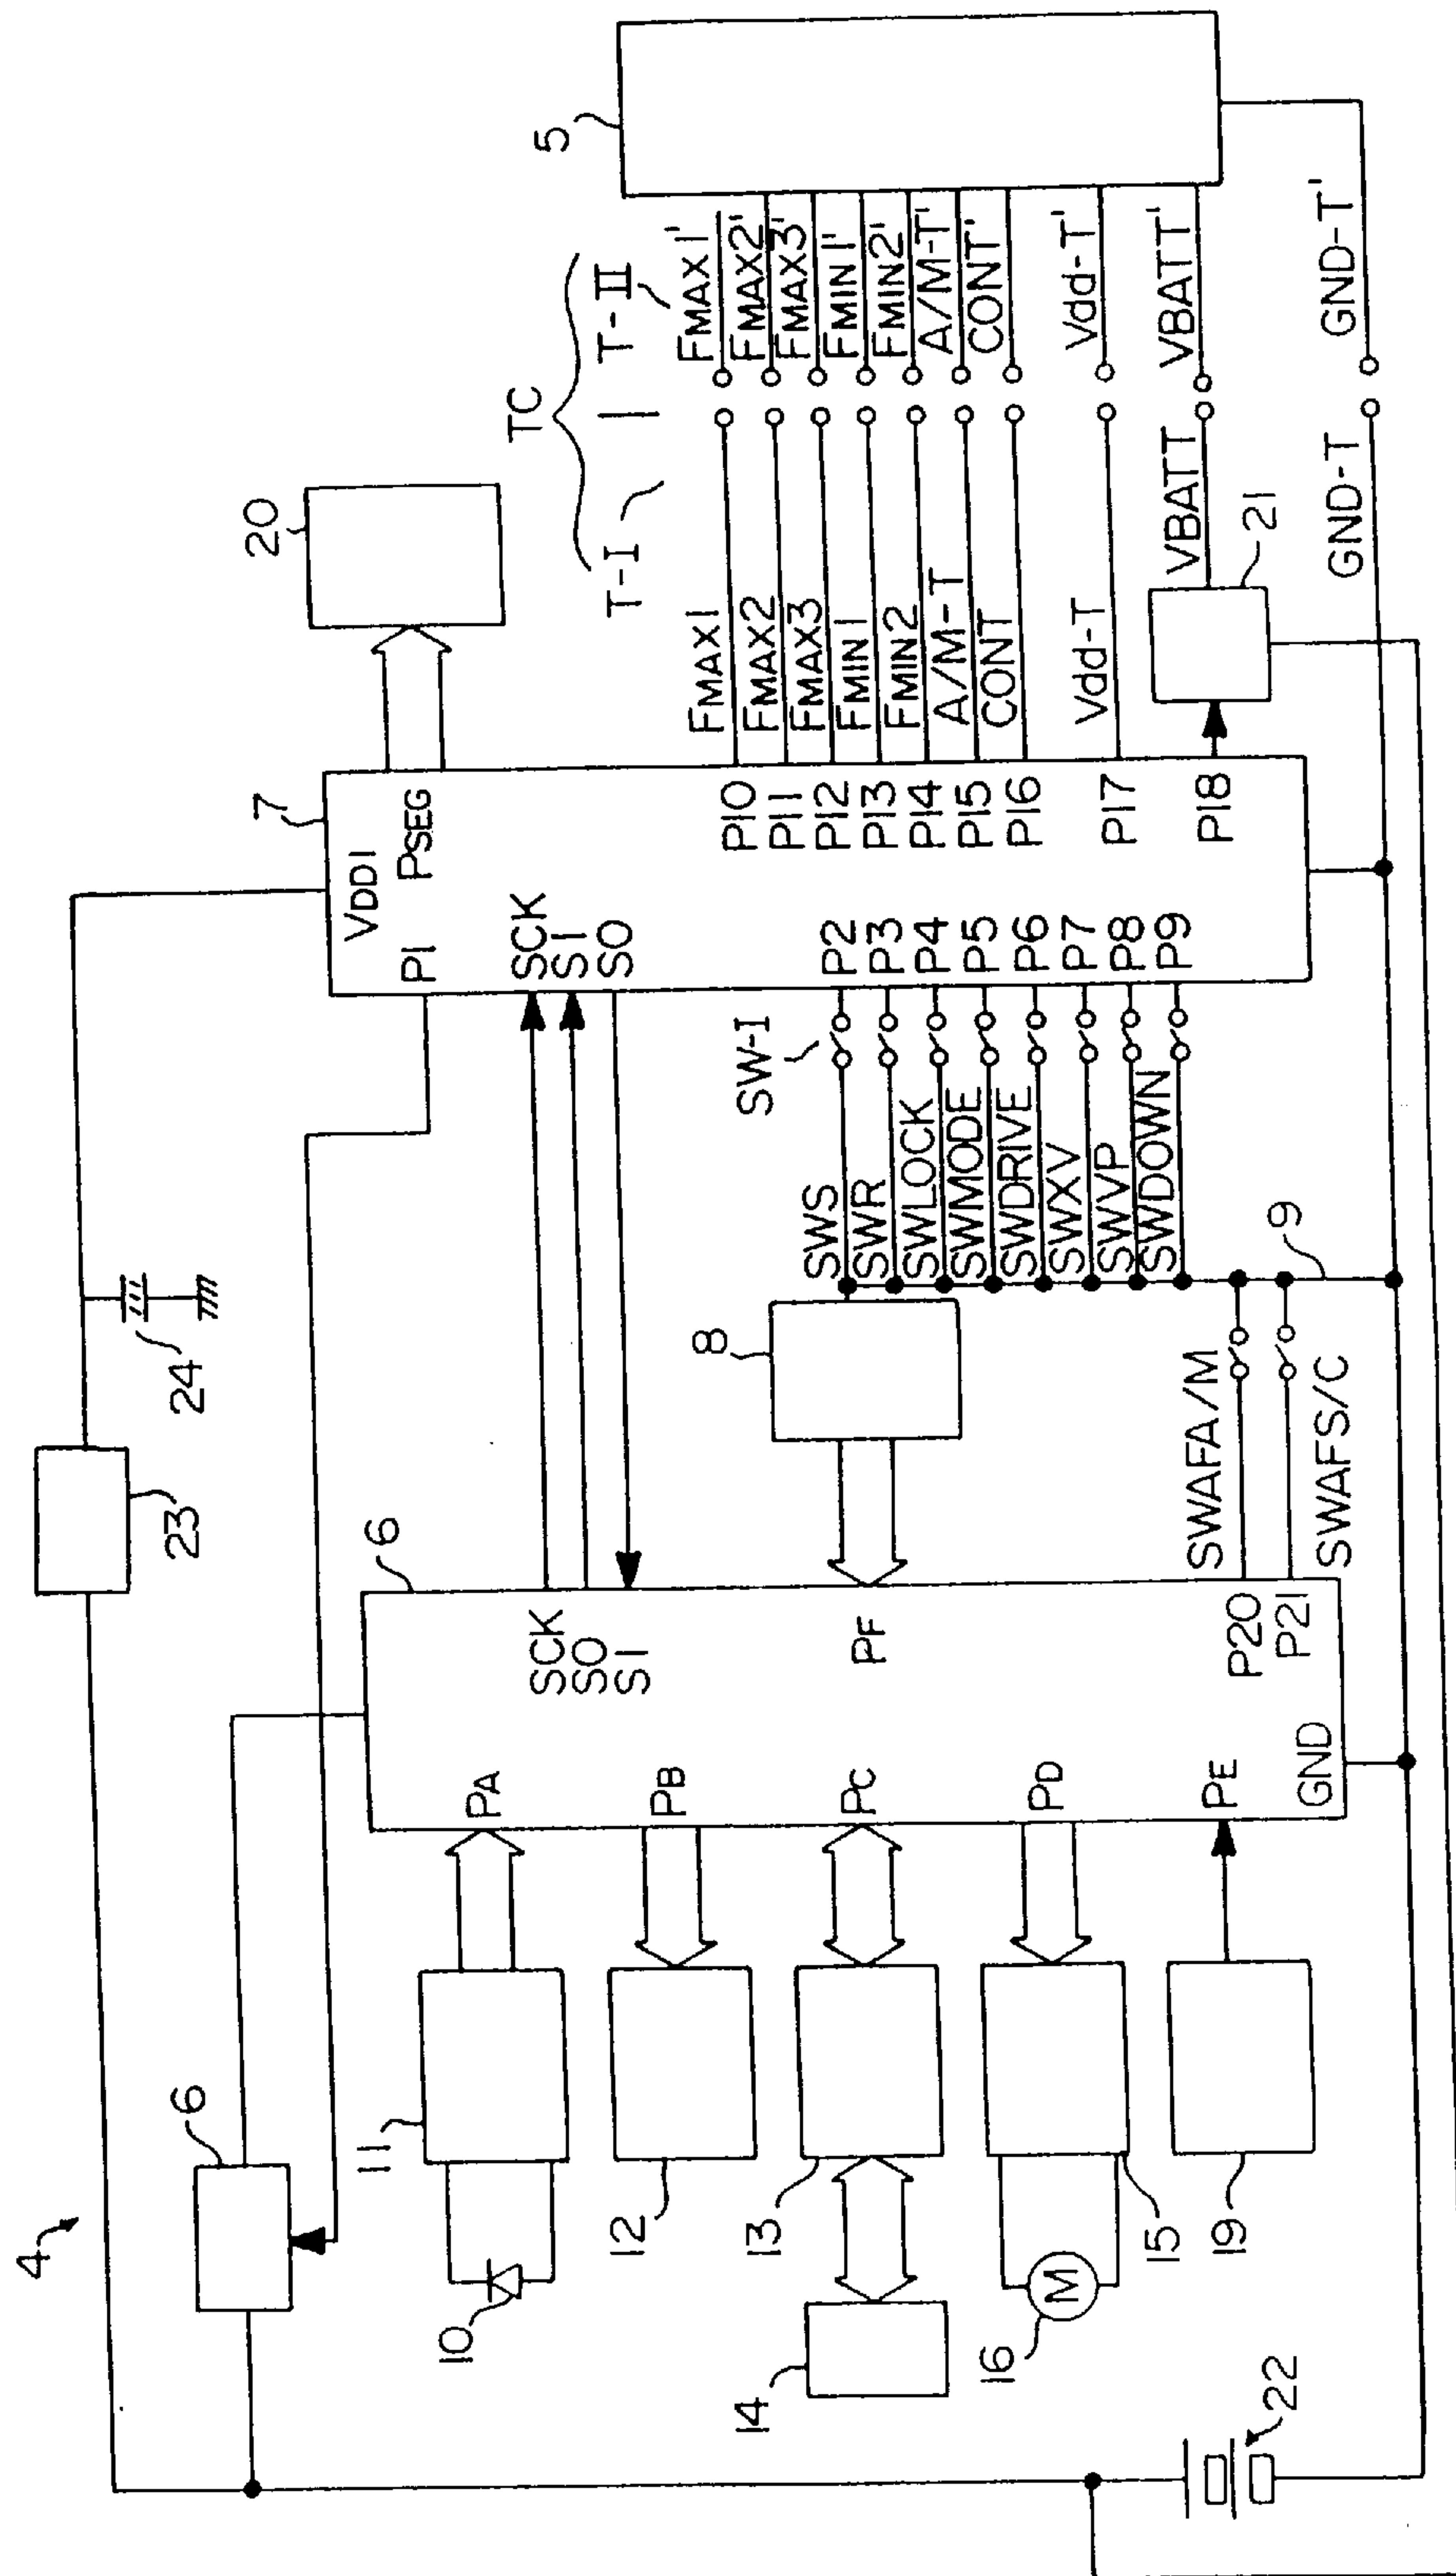 4
6
23
24
7
20
VDD1
P1
PSEG
SCK
SI
SO
6
SCK
SO
SI
PA
PB
PC
PD
PE
PF
P20
P21
GND
10
11
12
13
14
15
16
M
19
22
8
9
SW-I
SWS
SWR
SWLOCK
SWMODE
SWDRIVE
SWXV
SWVP
SWDOWN
SWAFA/M
SWAFS/C
P2
P3
P4
P5
P6
P7
P8
P9
P10
P11
P12
P13
P14
P15
P16
P17
P18
TC
T-I
T-II
FMAX1
FMAX2
FMAX3
FMIN1
FMIN2
A/M-T
CONT
Vdd-T
VBATT
GND-T
21
FMAX1'
FMAX2'
FMAX3'
FMIN1'
FMIN2'
A/M-T'
CONT'
Vdd-T'
VBATT'
GND-T'
5